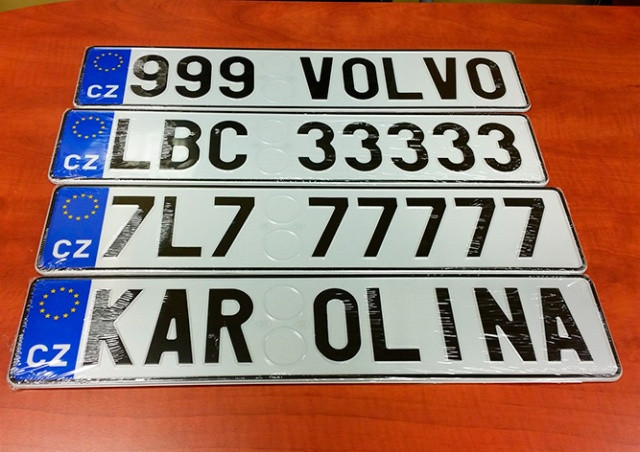 CZ 999 VOLVO
CZ LBC 33333
CZ 7L7 77777
CZ KAR OLINA